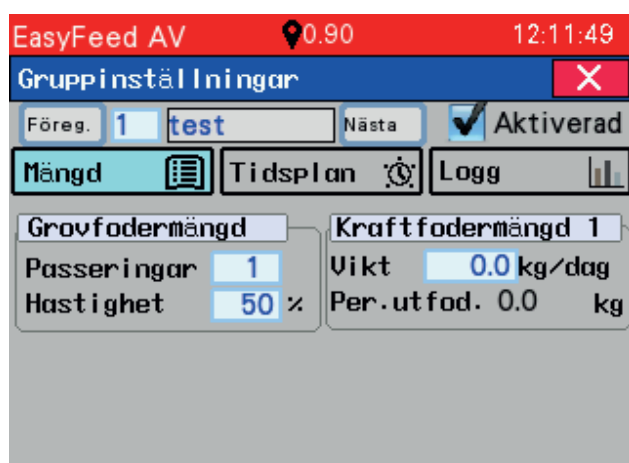 EasyFeed AV 0.90 12:11:49
Gruppinställningar X
Föreg. 1 test Nästa Aktiverad
Mängd Tidsplan Logg
Grovfodermängd Kraftfodermängd 1
Passeringar 1 Vikt 0.0 kg/dag
Hastighet 50 % Per.utfod. 0.0 kg